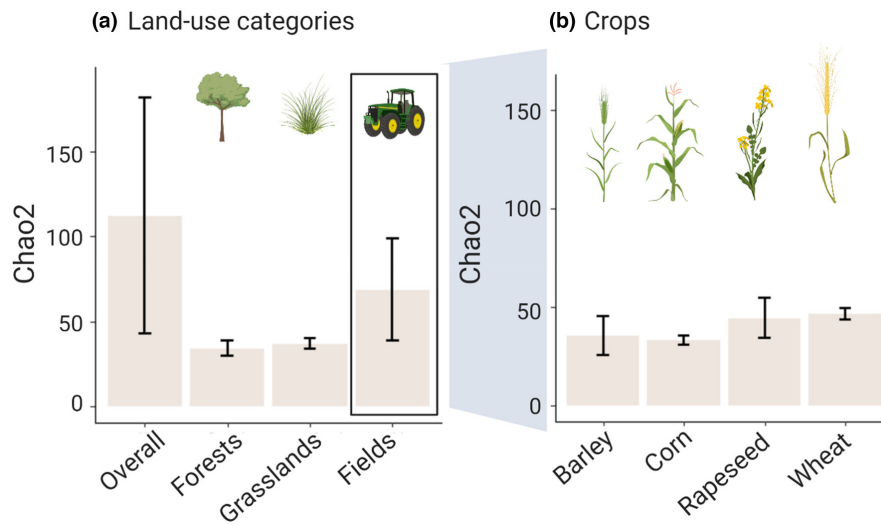 (a) Land-use categories
Chao2
150
100
50
0
Overall
Forests
Grasslands
Fields
(b) Crops
Chao2
150
100
50
0
Barley
Corn
Rapeseed
Wheat